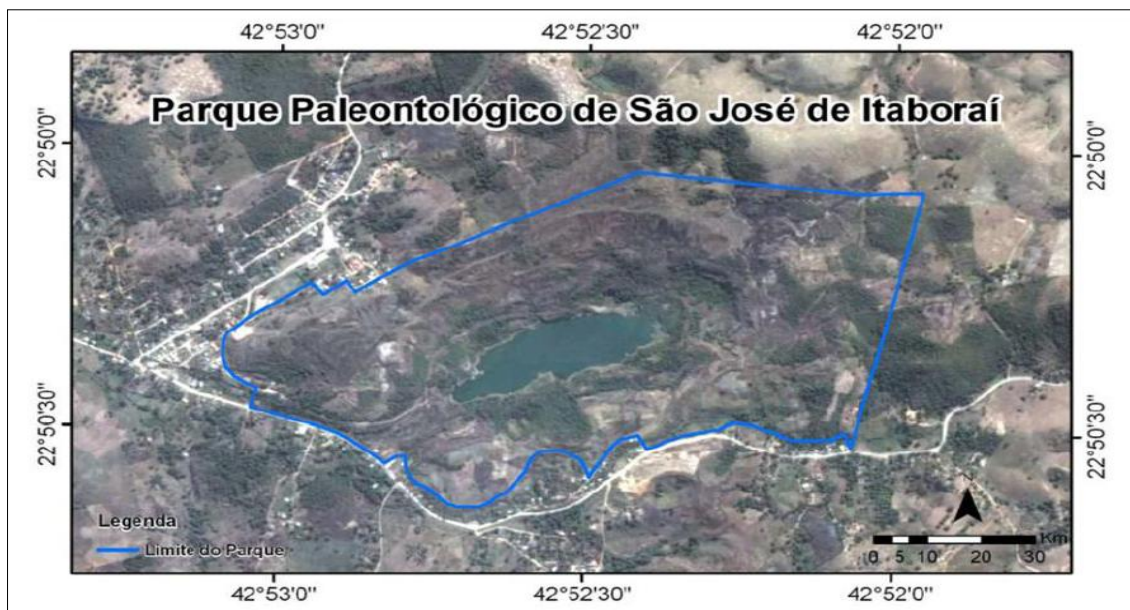 42°53'0" 42°52'30" 42°52'0"
Parque Paleontológico de São José de Itaboraí
22°50'0" 22°50'0"
22°50'30" 22°50'30"
Legenda
Limite do Parque
Km
0 5 10 20 30
42°53'0" 42°52'30" 42°52'0"